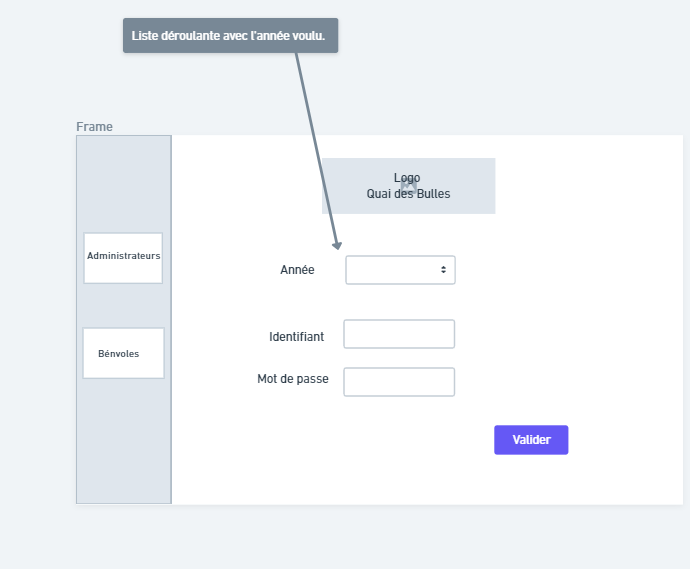 Liste déroulante avec l'année voulu.
Frame
Logo
Quai des Bulles
Administrateurs
Année
Identifiant
Bénvoles
Mot de passe
Valider